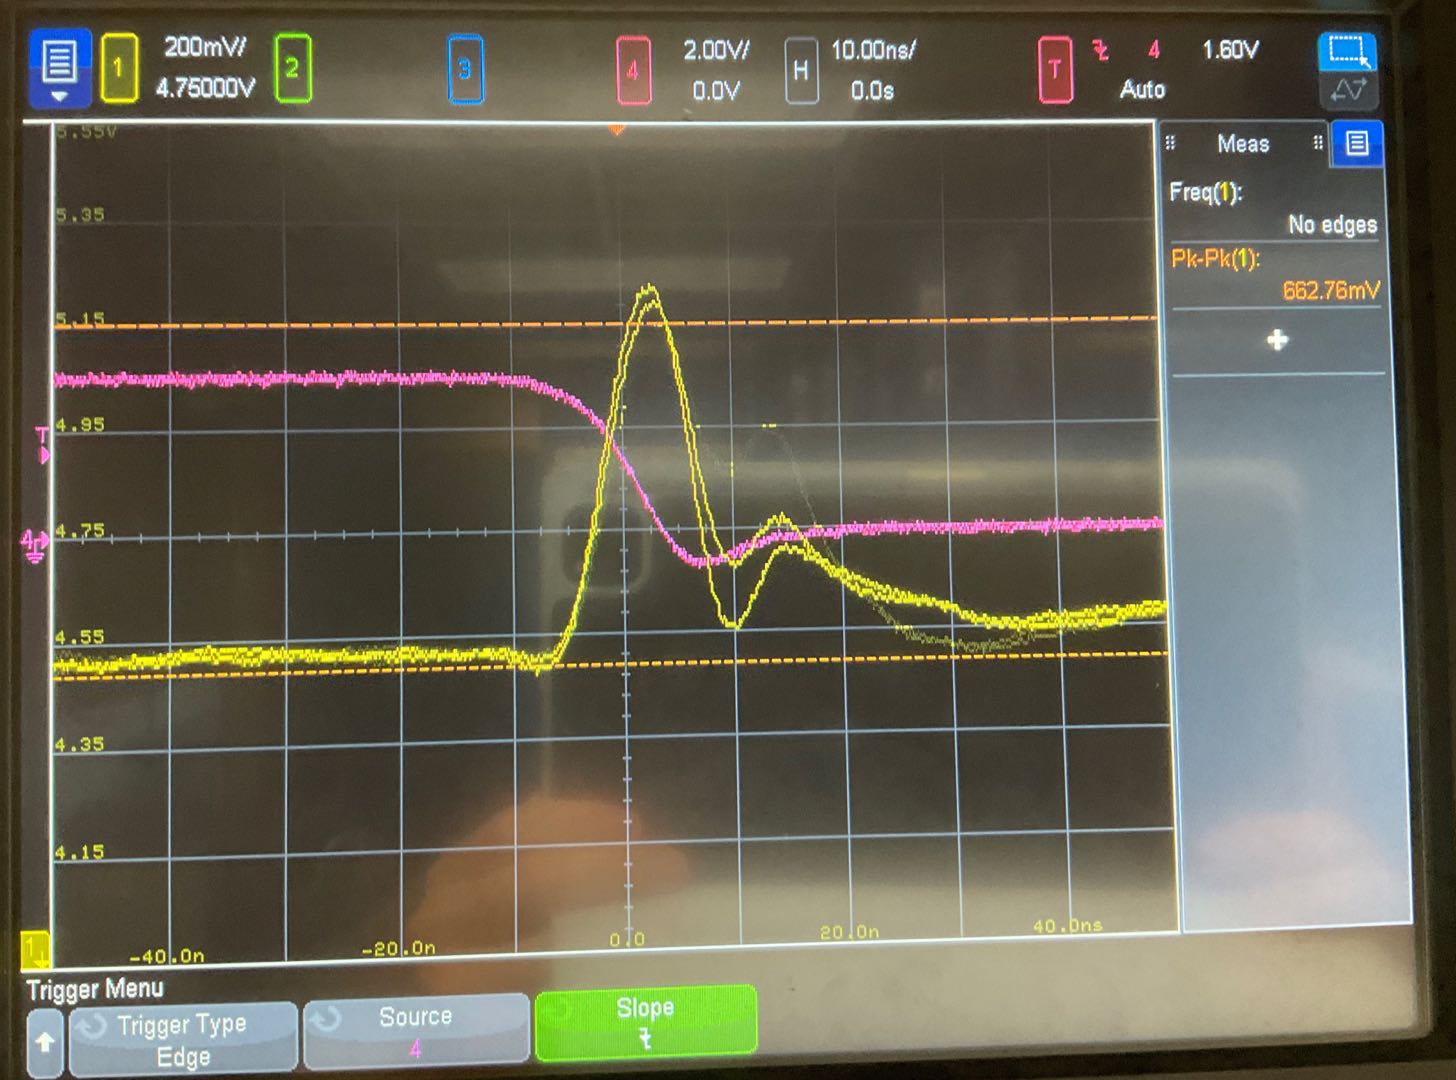 1
200mV/
4.75000V
2
3
4
2.00V/
0.0V
H
10.00ns/
0.0s
T
4
1.60V
Auto
5.55V
5.35
5.15
4.95
4.75
4.55
4.35
4.15
T
4
1
-40.0n
-20.0n
0.0
20.0n
40.0ns
Meas
Freq(1):
No edges
Pk-Pk(1):
662.76mV
Trigger Menu
Trigger Type
Edge
Source
4
Slope